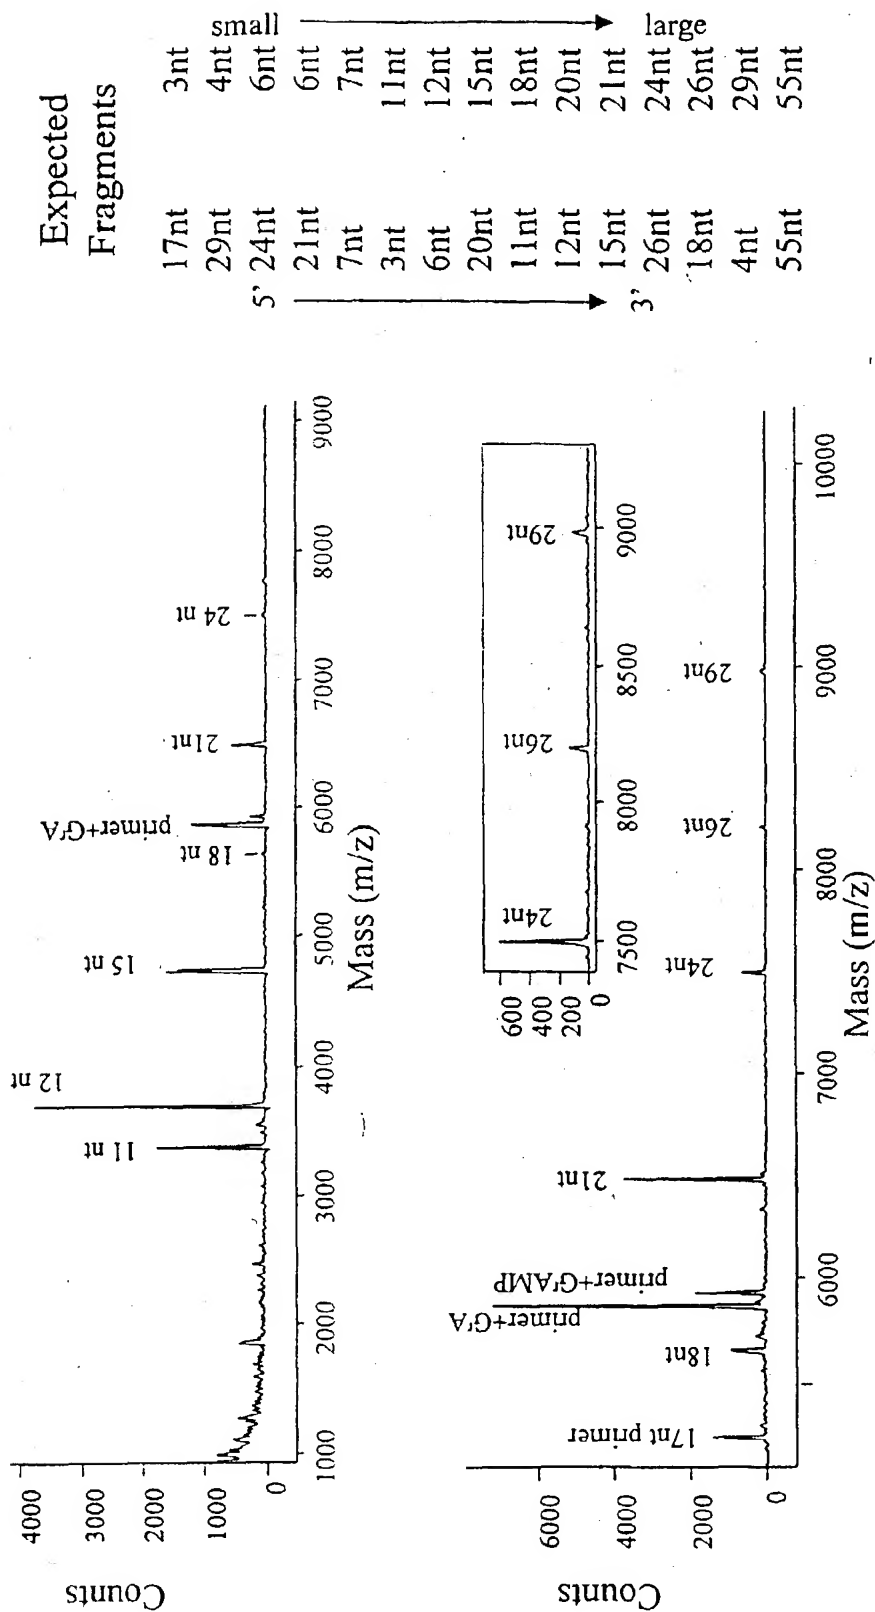 Expected
Fragments
17nt 3nt
29nt 4nt
5' 24nt 6nt small
21nt 6nt
7nt 7nt
3nt 11nt
6nt 12nt
20nt 15nt
11nt 18nt
12nt 20nt
15nt 21nt
3' 26nt 24nt large
18nt 26nt
4nt 29nt
55nt 55nt
Counts
4000
3000
2000
1000
0
11 nt
12 nt
15 nt
18 nt
primer+GrA
21nt
24 nt
1000 2000 3000 4000 5000 6000 7000 8000 9000
Mass (m/z)
Counts
6000
4000
2000
0
17nt primer
18nt
primer+GrA
primer+GrAMP
21nt
24nt
26nt
29nt
6000 7000 8000 9000 10000
Mass (m/z)
600
400
200
0
24nt
26nt
29nt
7500 8000 8500 9000